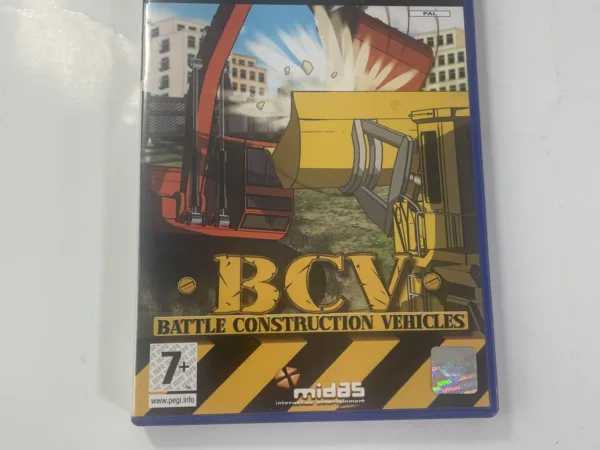 PAL
BCV
BATTLE CONSTRUCTION VEHICLES
7+
www.pegi.info
midas
interactive entertainment